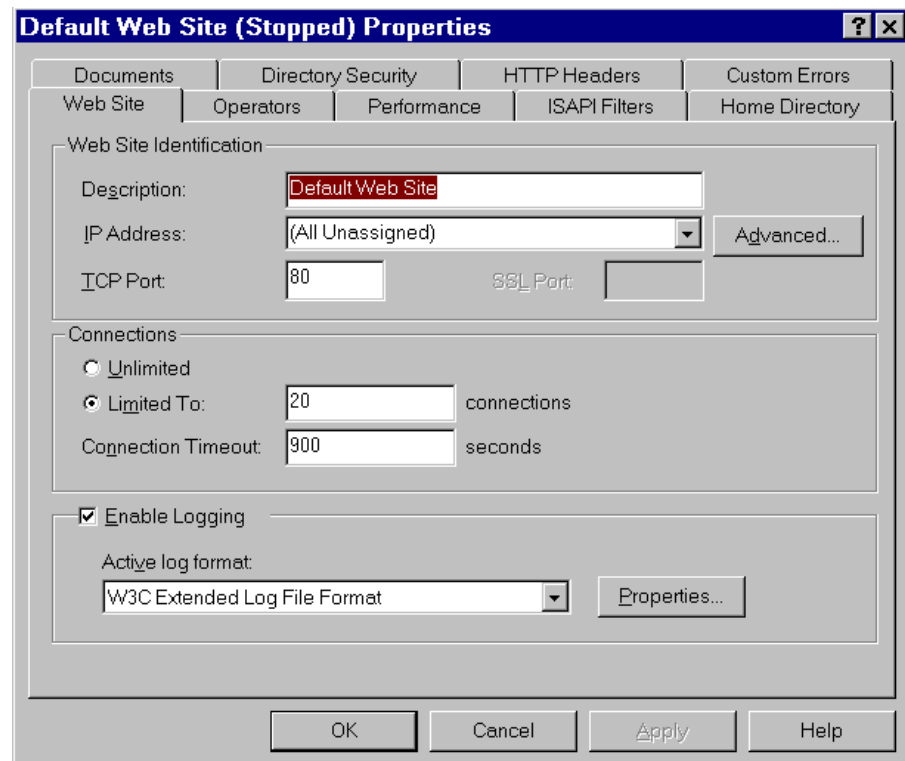 Default Web Site (Stopped) Properties
Documents Directory Security HTTP Headers Custom Errors
Web Site Operators Performance ISAPI Filters Home Directory
Web Site Identification
Description: Default Web Site
IP Address: (All Unassigned) Advanced...
TCP Port: 80 SSL Port:
Connections
Unlimited
Limited To: 20 connections
Connection Timeout: 900 seconds
Enable Logging
Active log format:
W3C Extended Log File Format Properties...
OK Cancel Apply Help